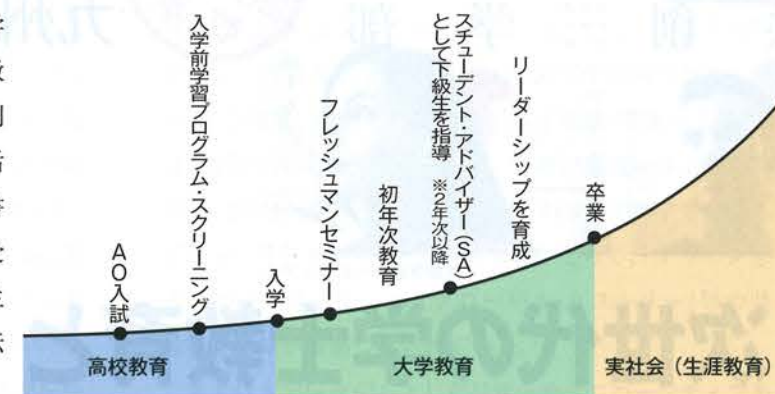 AO入試
入学前学習プログラム・スクリーニング
入学
フレッシュマンセミナー
初年次教育
スチューデント・アドバイザー(SA)
として下級生を指導 ※2年次以降
リーダーシップを育成
卒業
高校教育
大学教育
実社会(生涯教育)